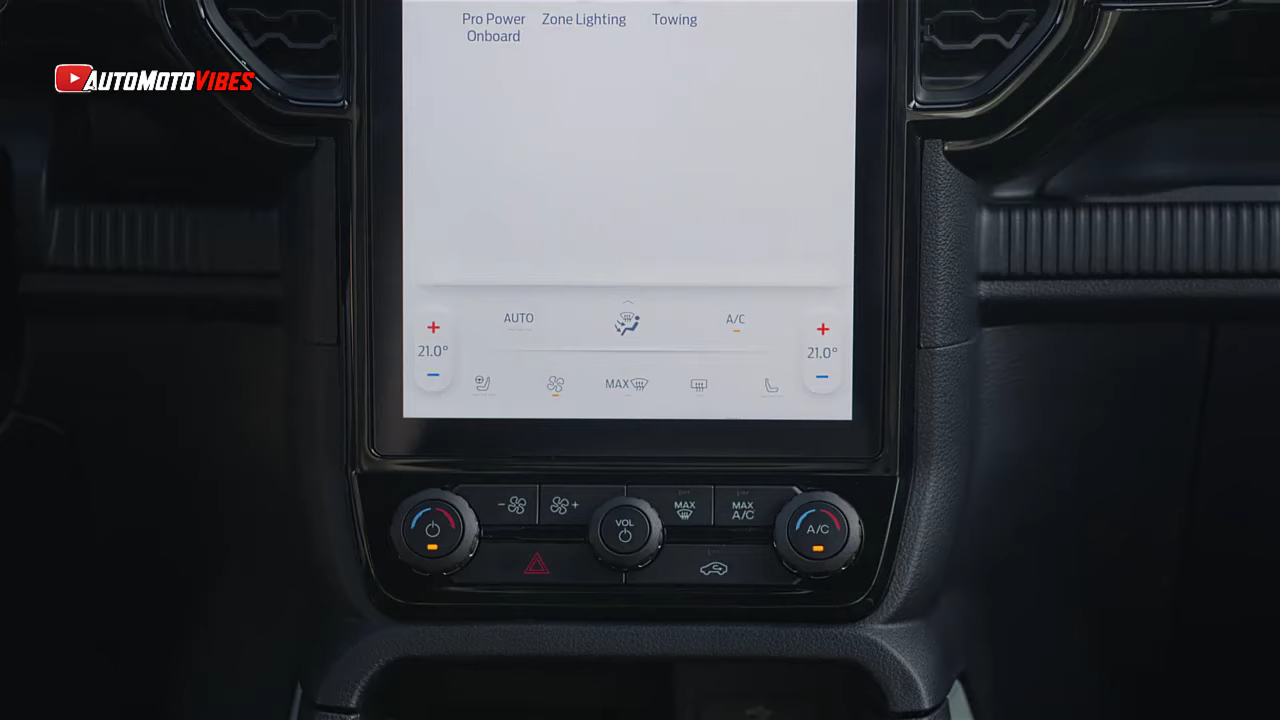 Pro Power
Onboard
Zone Lighting
Towing
AUTOMOTOVIBES
AUTO
A/C
21.0°
21.0°
MAX
VOL
MAX
MAX
A/C
A/C